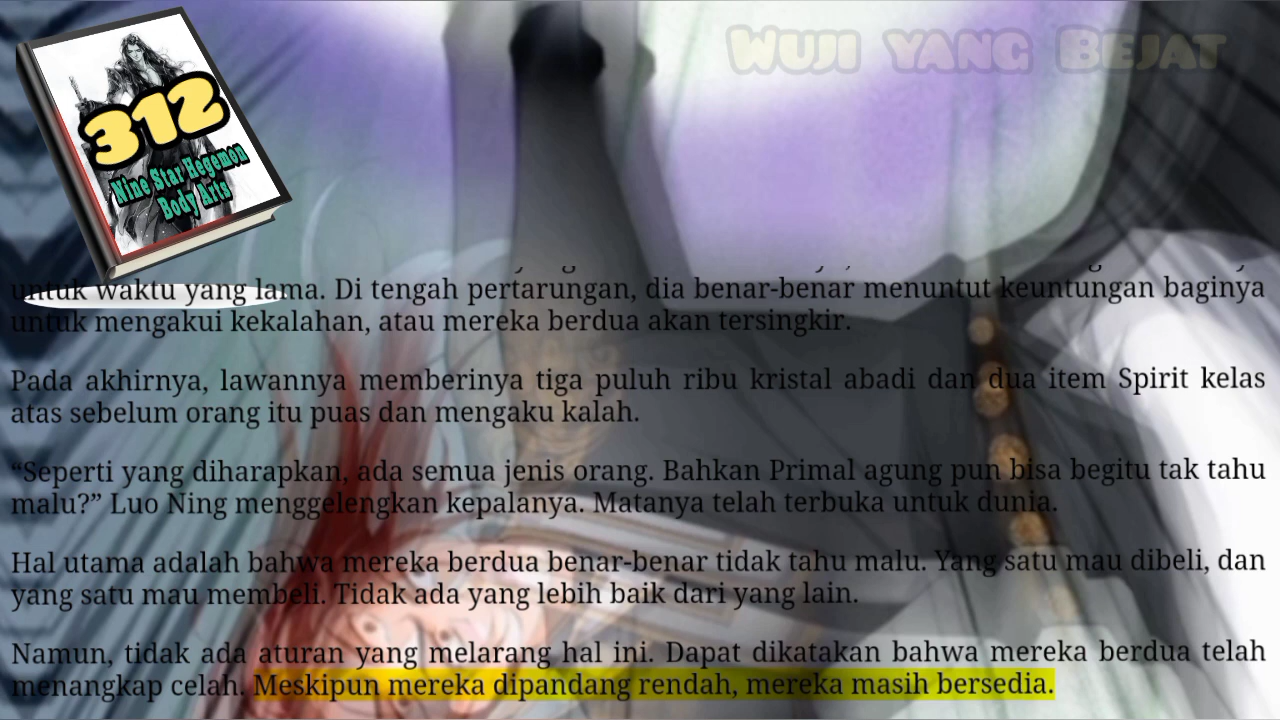 Wuji yang Bejat
312
Nine Star Hegemon
Body Arts
untuk waktu yang lama. Di tengah pertarungan, dia benar-benar menuntut keuntungan baginya
untuk mengakui kekalahan, atau mereka berdua akan tersingkir.
Pada akhirnya, lawannya memberinya tiga puluh ribu kristal abadi dan dua item Spirit kelas
atas sebelum orang itu puas dan mengaku kalah.
“Seperti yang diharapkan, ada semua jenis orang. Bahkan Primal agung pun bisa begitu tak tahu
malu?” Luo Ning menggelengkan kepalanya. Matanya telah terbuka untuk dunia.
Hal utama adalah bahwa mereka berdua benar-benar tidak tahu malu. Yang satu mau dibeli, dan
yang satu mau membeli. Tidak ada yang lebih baik dari yang lain.
Namun, tidak ada aturan yang melarang hal ini. Dapat dikatakan bahwa mereka berdua telah
menangkap celah. Meskipun mereka dipandang rendah, mereka masih bersedia.